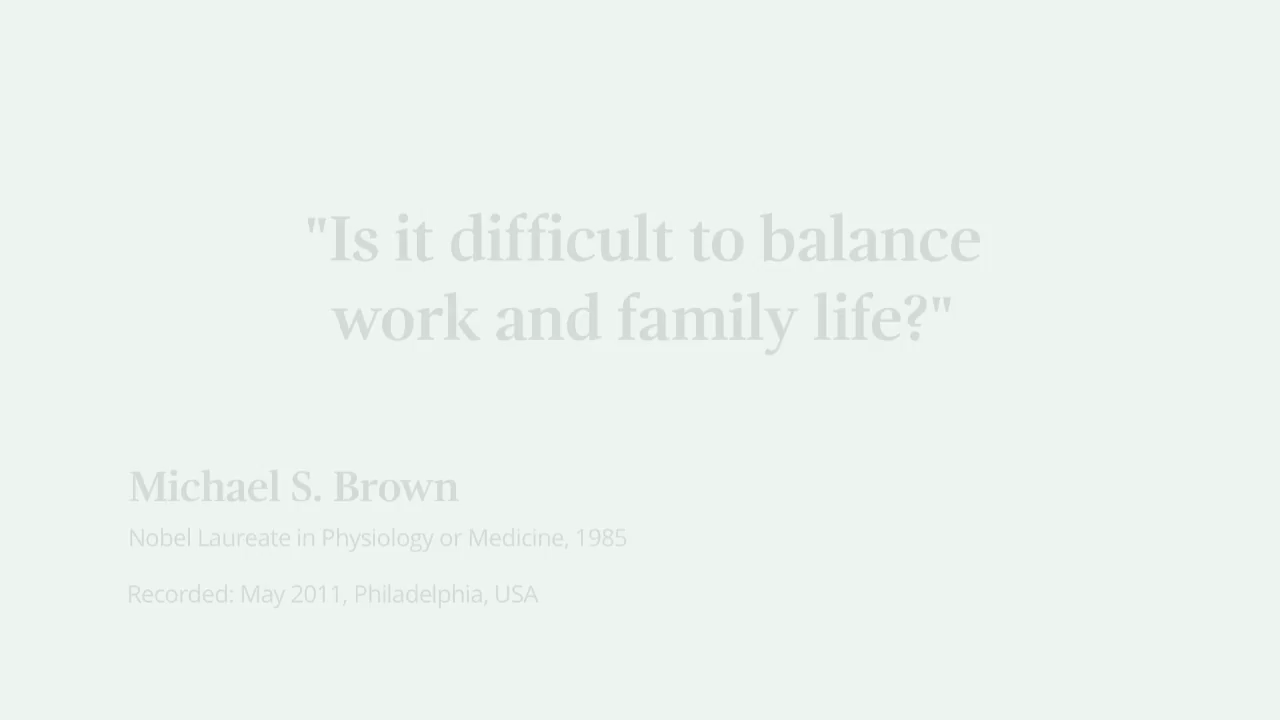 "Is it difficult to balance
work and family life?"
Michael S. Brown
Nobel Laureate in Physiology or Medicine, 1985
Recorded: May 2011, Philadelphia, USA